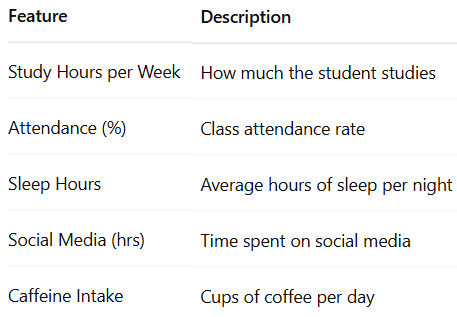 Feature Description
Study Hours per Week How much the student studies
Attendance (%) Class attendance rate
Sleep Hours Average hours of sleep per night
Social Media (hrs) Time spent on social media
Caffeine Intake Cups of coffee per day